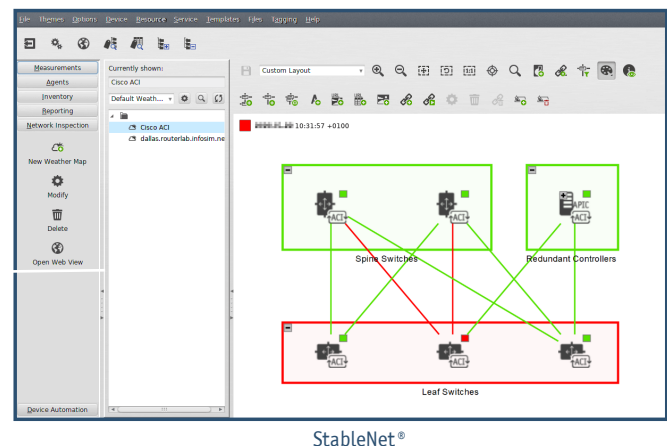 File Themes Options Device Resource Service Templates Files Tagging Help
Measurements
Agents
Inventory
Reporting
Network Inspection
New Weather Map
Modify
Delete
Open Web View
Device Automation
Currently shown:
Cisco ACI
Default Weath...
Cisco ACI
dallas.routerlab.infosim.ne
Custom Layout
1:1
10:31:57 +0100
ACI
ACI
APIC
ACI
Spine Switches
Redundant Controllers
ACI
ACI
ACI
Leaf Switches
StableNet®